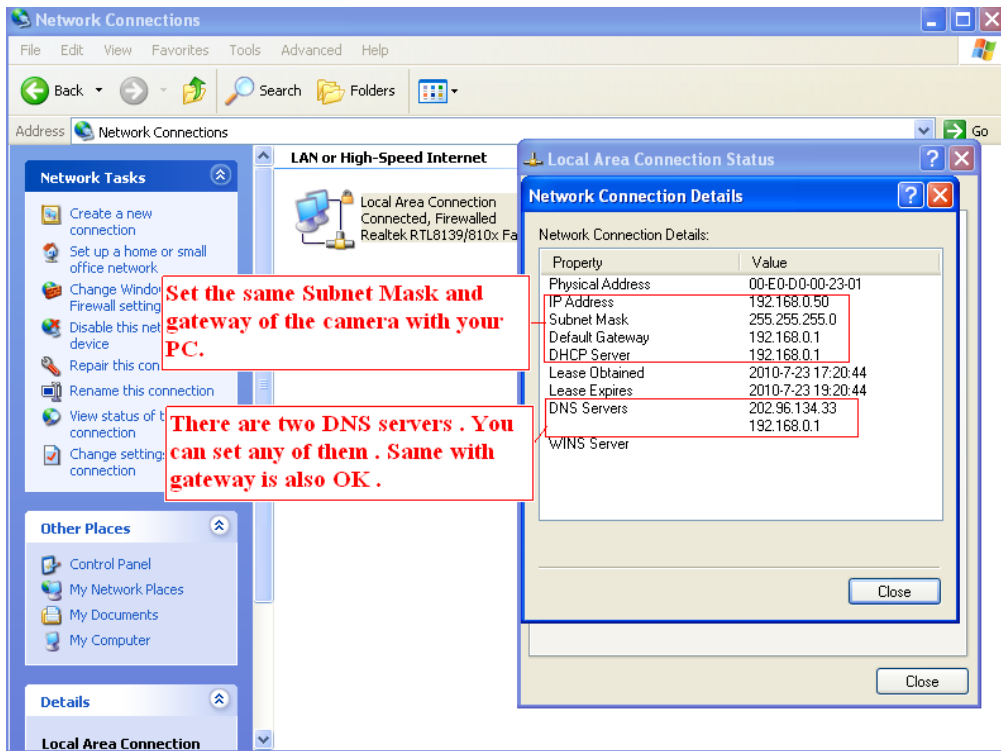 Network Connections
File Edit View Favorites Tools Advanced Help
Back Search Folders
Address Network Connections Go
Network Tasks
Create a new
connection
Set up a home or small
office network
Change Windo
Firewall setting
Disable this net
device
Repair this con
Rename this connection
View status of t
connection
Change setting
connection
Other Places
Control Panel
My Network Places
My Documents
My Computer
Details
Local Area Connection
LAN or High-Speed Internet
Local Area Connection
Connected, Firewalled
Realtek RTL8139/810x Fa
Set the same Subnet Mask and
gateway of the camera with your
PC.
There are two DNS servers . You
can set any of them . Same with
gateway is also OK .
Local Area Connection Status
Network Connection Details
Network Connection Details:
Property Value
Physical Address 00-E0-D0-00-23-01
IP Address 192.168.0.50
Subnet Mask 255.255.255.0
Default Gateway 192.168.0.1
DHCP Server 192.168.0.1
Lease Obtained 2010-7-23 17:20:44
Lease Expires 2010-7-23 19:20:44
DNS Servers 202.96.134.33
192.168.0.1
WINS Server
Close
Close